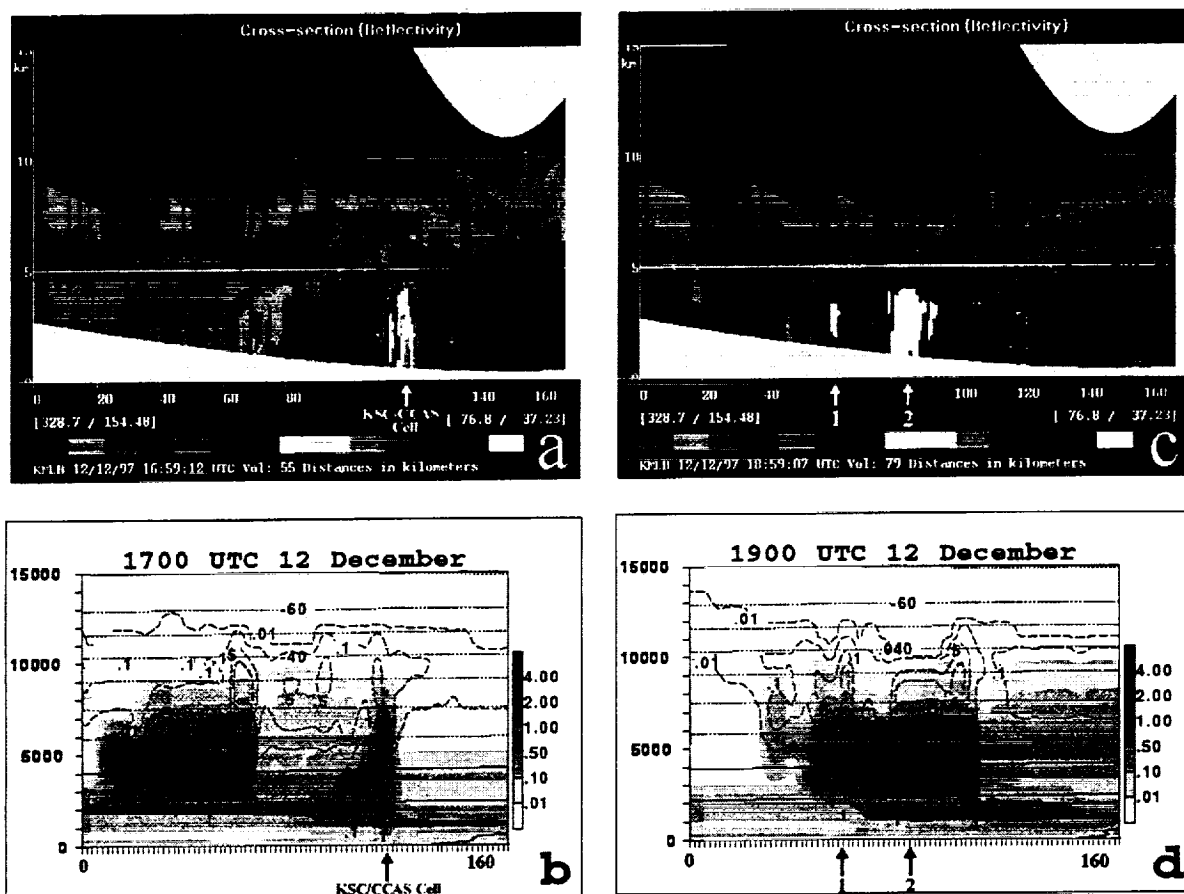 Cross-section (Reflectivity)
km
10
5
0 20 40 60 80 140 160
KSC/CCAS
Cell
[328.7 / 154.48] [ 76.8 / 37.23]
KMLB 12/12/97 16:59:12 UTC Vol: 55 Distances in kilometers
a
Cross-section (Reflectivity)
km
10
5
0 20 40 60 80 100 120 140 160
1 2
[328.7 / 154.48] [ 76.8 / 37.23]
KMLB 12/12/97 18:59:07 UTC Vol: 79 Distances in kilometers
c
1700 UTC 12 December
15000
-60
.01
10000
.1 .1 .1 40 .1
4.00
2.00
1.00
5000
.50
.10
.01
0
0 160
KSC/CCAS Cell
b
1900 UTC 12 December
15000
-60
.01
10000
.01 .1 .040
4.00
2.00
1.00
5000
.50
.10
.01
0
0 160
1 2
d